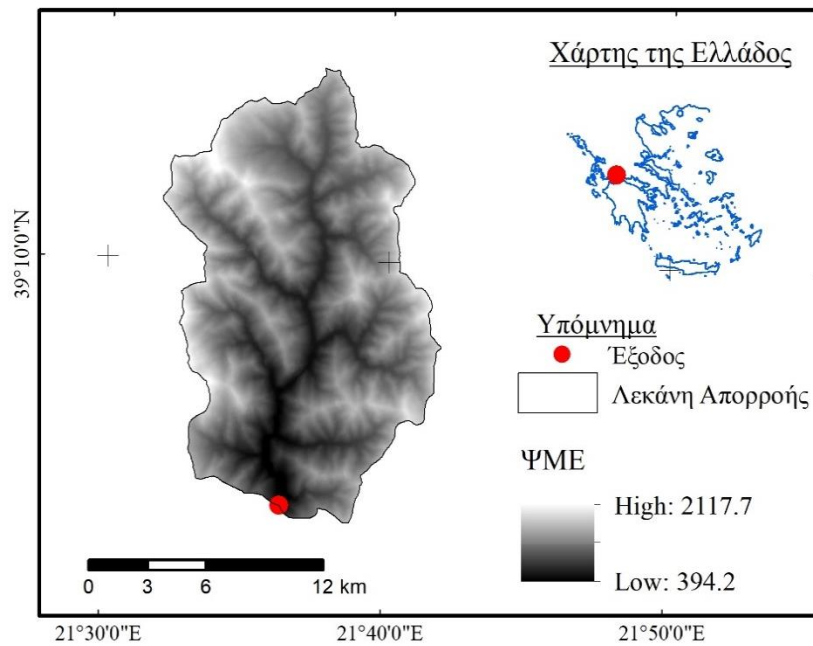 Χάρτης της Ελλάδος
39°10'0"N
Υπόμνημα
Έξοδος
Λεκάνη Απορροής
ΨΜΕ
High: 2117.7
Low: 394.2
0 3 6 12 km
21°30'0"E 21°40'0"E 21°50'0"E